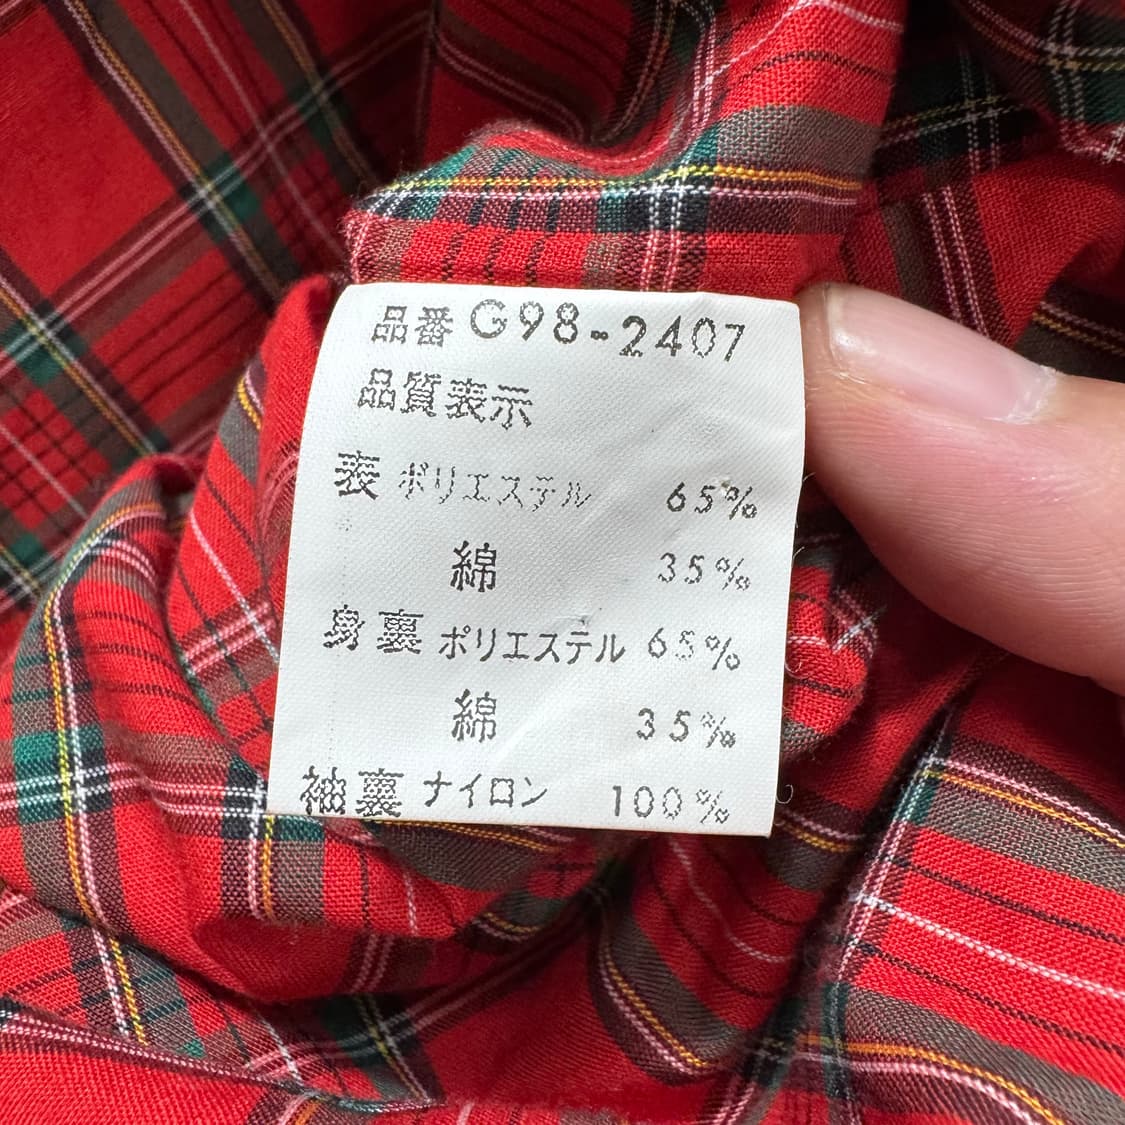 品番 G98-2407
品質表示
表 ポリエステル 65%
綿 35%
身裏 ポリエステル 65%
綿 35%
袖裏 ナイロン 100%